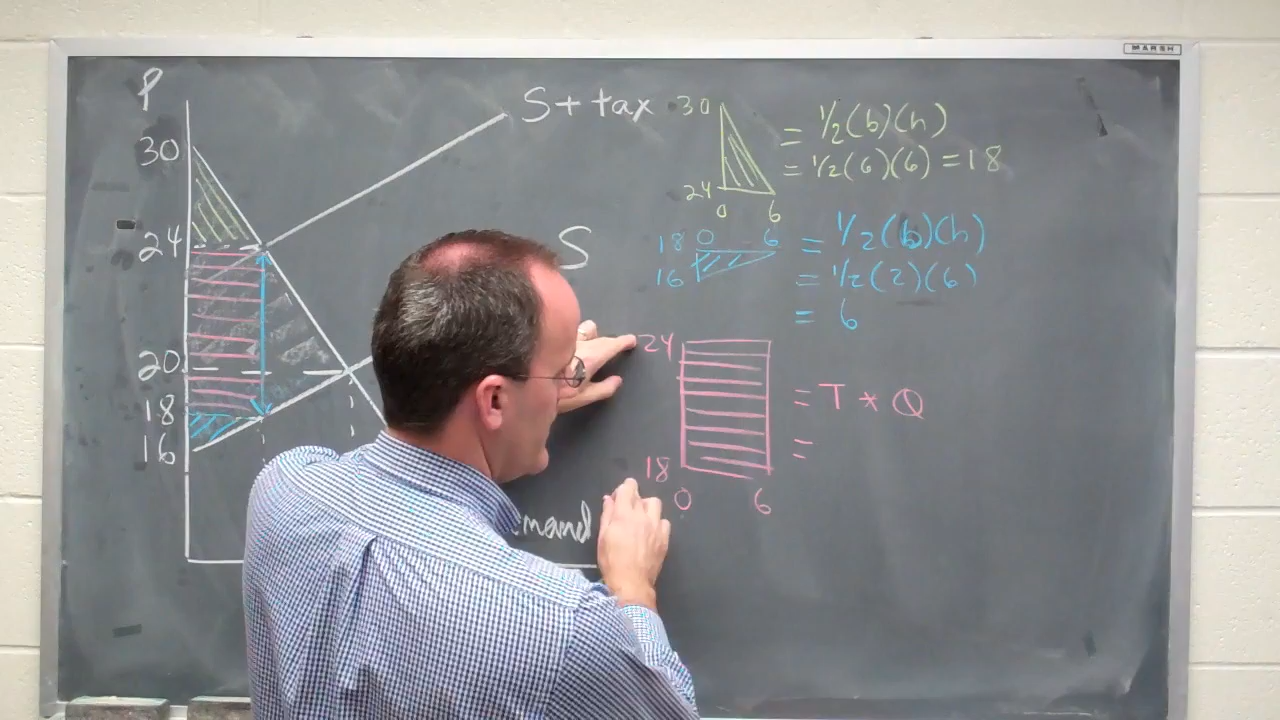 MARSH
P
30
24
20
18
16
S + tax
S
emand
30
24
0 6
= 1/2(b)(h)
= 1/2(6)(6) = 18
18 0 6
16
= 1/2(b)(h)
= 1/2(2)(6)
= 6
24
18
0 6
= T * Q
=